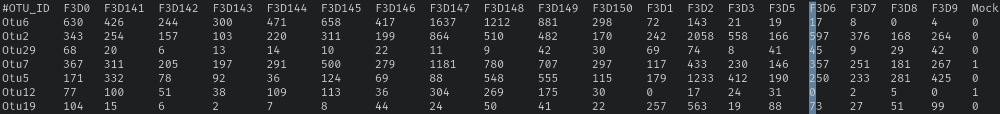 #OTU_ID F3D0 F3D141 F3D142 F3D143 F3D144 F3D145 F3D146 F3D147 F3D148 F3D149 F3D150 F3D1 F3D2 F3D3 F3D5 F3D6 F3D7 F3D8 F3D9 Mock
Otu6 630 426 244 300 471 658 417 1637 1212 881 298 72 143 21 19 17 8 0 4 0
Otu2 343 254 157 103 220 311 199 864 510 482 170 242 2058 558 166 597 376 168 264 0
Otu29 68 20 6 13 14 10 22 11 9 42 30 69 74 8 41 45 9 29 42 0
Otu7 367 311 205 197 291 500 279 1181 780 707 297 117 433 230 146 357 251 181 267 1
Otu5 171 332 78 92 36 124 69 88 548 555 115 179 1233 412 190 250 233 281 425 0
Otu12 77 100 51 38 109 113 36 304 269 175 30 0 17 24 31 0 2 5 0 1
Otu19 104 15 6 2 7 8 44 24 50 41 22 257 563 19 88 73 27 51 99 0